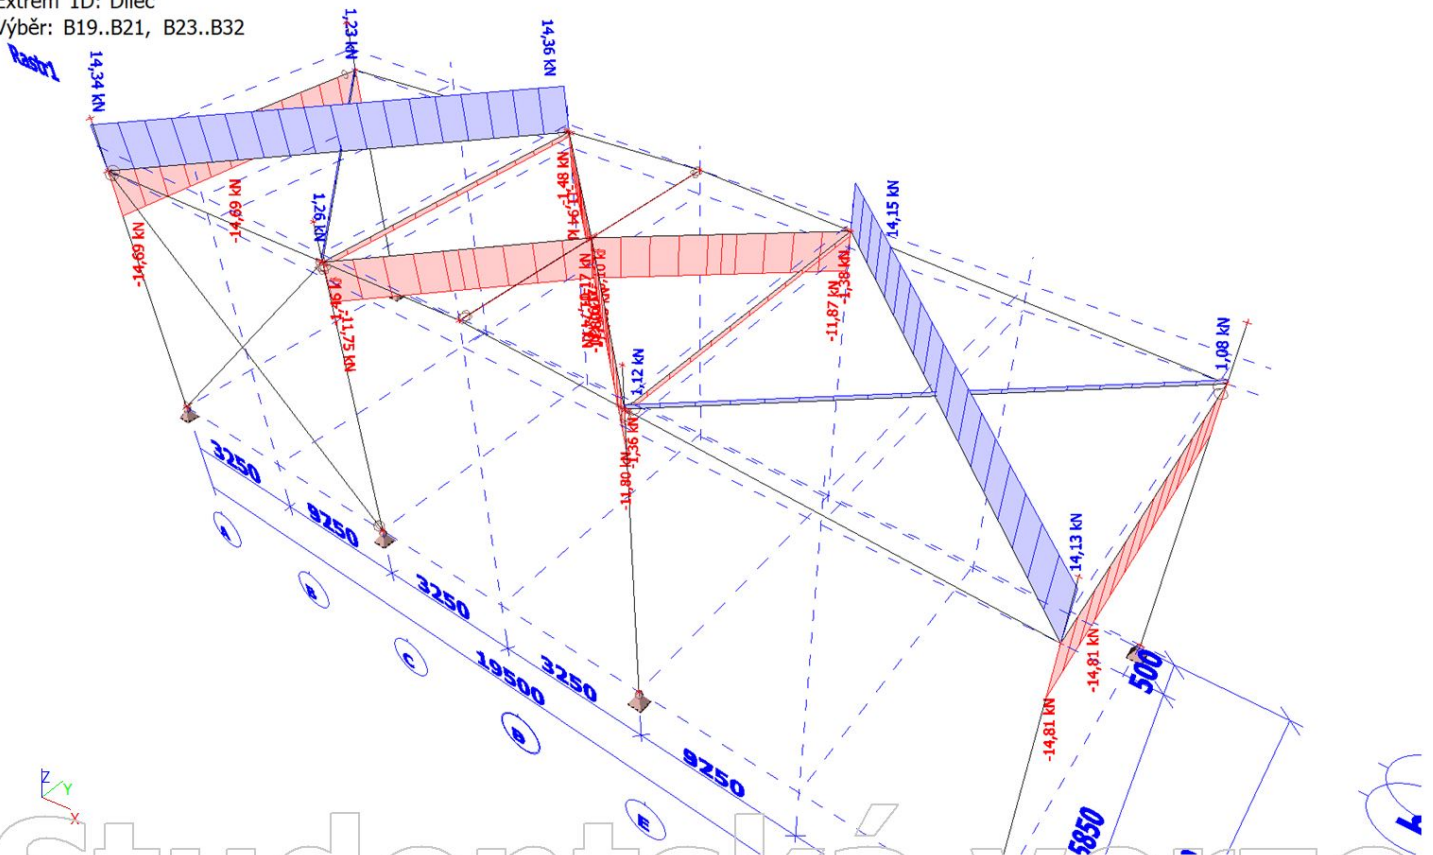 Extrém 1D: Dílec
Výběr: B19..B21, B23..B32
Rastr1
14,34 kN
1,23 kN
14,36 kN
-14,69 kN
-14,69 kN
1,26 kN
-1,48 kN
14,15 kN
-11,75 kN
-11,87 kN
-1,38 kN
1,12 kN
1,08 kN
-1,36 kN
-11,80 kN
14,13 kN
-14,81 kN
-14,81 kN
3250
9250
3250
19500
3250
9250
A
B
C
D
E
500
5850
Z
Y
X
Studentská verze